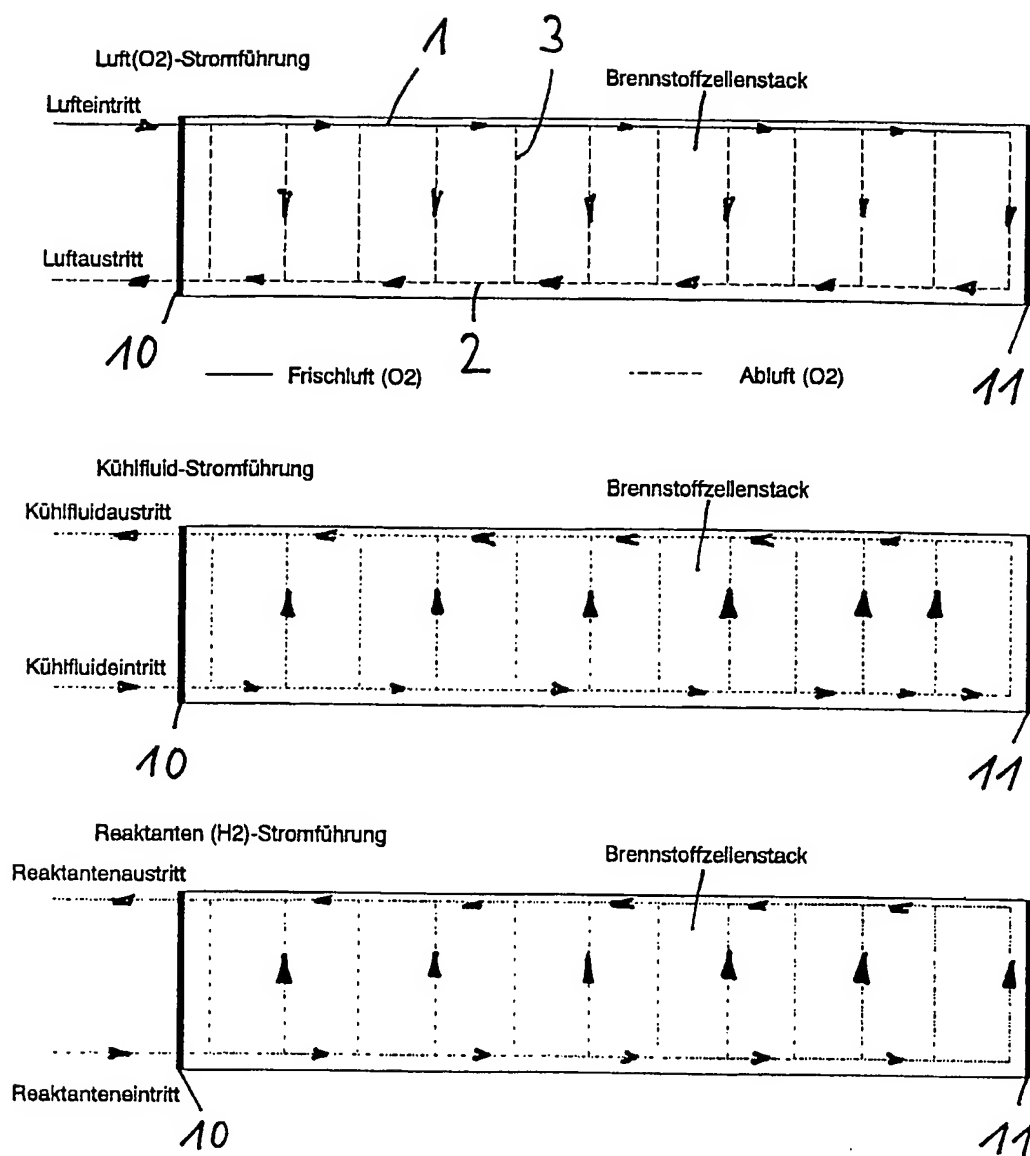 1
3
Luft(O2)-Stromführung
Brennstoffzellenstack
Lufteintritt
Luftaustritt
10
2
11
Frischluft (O2)
Abluft (O2)
Kühlfluid-Stromführung
Brennstoffzellenstack
Kühlfluidaustritt
Kühlfluideintritt
10
11
Reaktanten (H2)-Stromführung
Brennstoffzellenstack
Reaktantenaustritt
Reaktanteneintritt
10
11